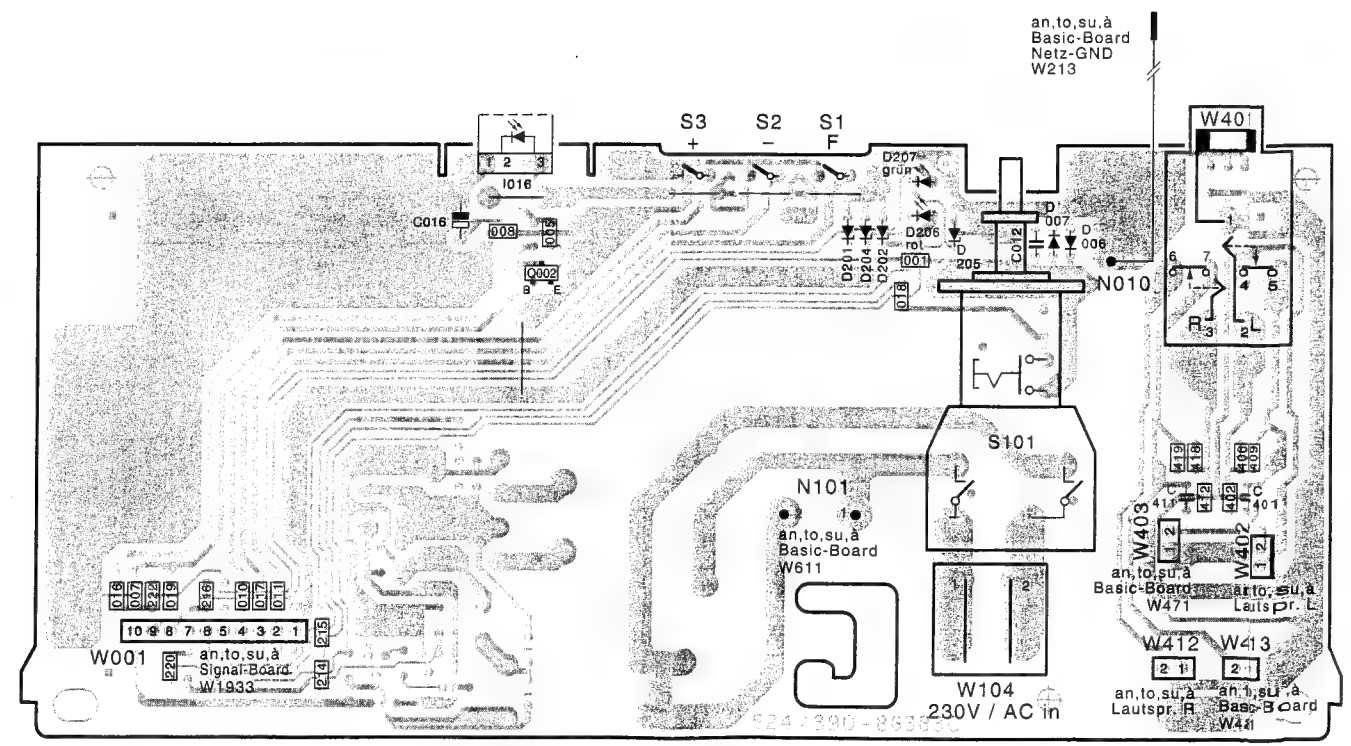 an,to,su,à
Basic-Board
Netz-GND
W213
W401
S3 S2 S1
+ − F
1 2 3
I016
D207
grün
C016
008
005
Q002
B E
D201
D204
D202
D206
rot
001
D
205
018
C012
D
007
D
006
N010
1
6 7
4 5
R
3
2 L
S101
N101
2 1
an,to,su,à
Basic-Board
W611
419
418
406
409
C
411
412
402
C
401
W403
1 2
W402
1 2
an,to,su,à
Basic-Board
W471
an,to,su,à
Lautspr. L
016
007
222
019
216
010
017
011
10 9 8 7 6 5 4 3 2 1
215
W001
an,to,su,à
Signal-Board
W1933
220
214
1 2
W104
230V / AC in
W412
2 1
an,to,su,à
Lautspr. R
W413
2 1
Basic-Board